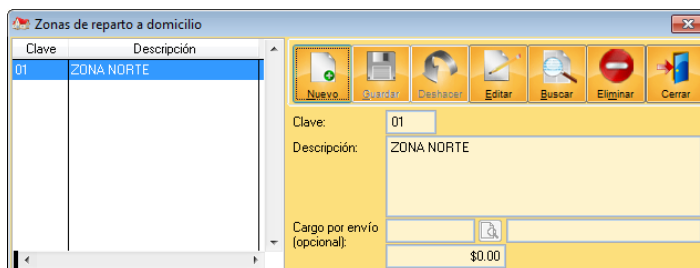 Zonas de reparto a domicilio
Clave Descripción
01 ZONA NORTE
Nuevo Guardar Deshacer Editar Buscar Eliminar Cerrar
Clave: 01
Descripción: ZONA NORTE
Cargo por envío
(opcional):
$0.00